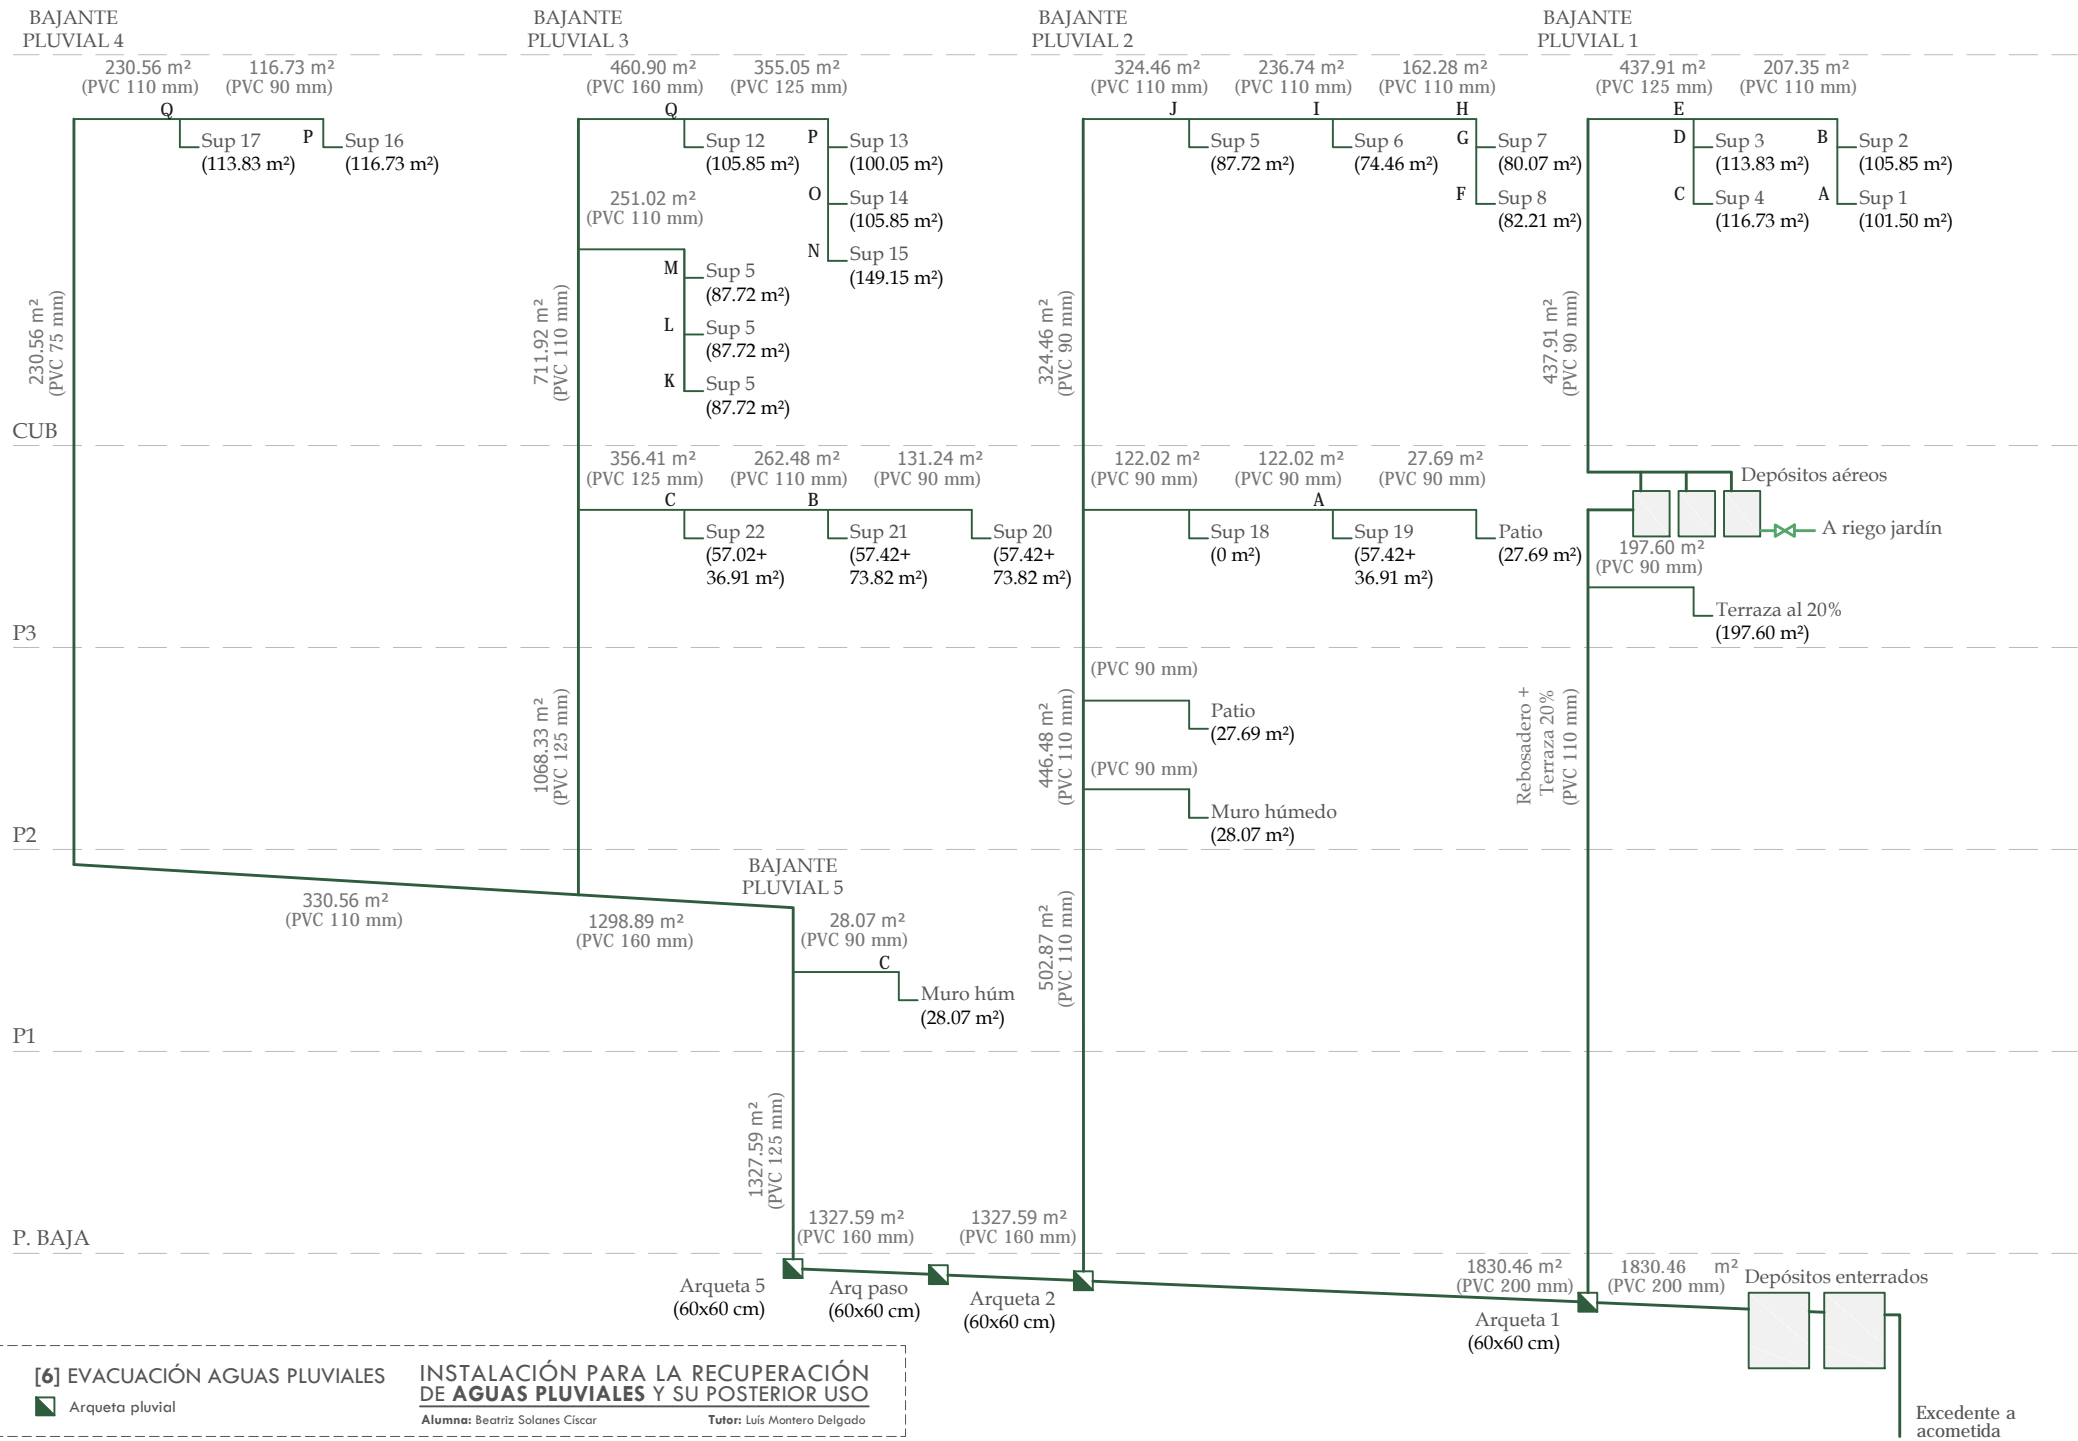 BAJANTE
PLUVIAL 4
BAJANTE
PLUVIAL 3
BAJANTE
PLUVIAL 2
BAJANTE
PLUVIAL 1
230.56 m²
(PVC 110 mm)
116.73 m²
(PVC 90 mm)
460.90 m²
(PVC 160 mm)
355.05 m²
(PVC 125 mm)
324.46 m²
(PVC 110 mm)
236.74 m²
(PVC 110 mm)
162.28 m²
(PVC 110 mm)
437.91 m²
(PVC 125 mm)
207.35 m²
(PVC 110 mm)
Q
Sup 17
(113.83 m²)
P
Sup 16
(116.73 m²)
Q
Sup 12
(105.85 m²)
P
Sup 13
(100.05 m²)
O
Sup 14
(105.85 m²)
N
Sup 15
(149.15 m²)
J
Sup 5
(87.72 m²)
I
Sup 6
(74.46 m²)
H
G
Sup 7
(80.07 m²)
F
Sup 8
(82.21 m²)
E
D
Sup 3
(113.83 m²)
C
Sup 4
(116.73 m²)
B
Sup 2
(105.85 m²)
A
Sup 1
(101.50 m²)
251.02 m²
(PVC 110 mm)
M
Sup 5
(87.72 m²)
L
Sup 5
(87.72 m²)
K
Sup 5
(87.72 m²)
230.56 m²
(PVC 75 mm)
711.92 m²
(PVC 110 mm)
324.46 m²
(PVC 90 mm)
437.91 m²
(PVC 90 mm)
CUB
356.41 m²
(PVC 125 mm)
262.48 m²
(PVC 110 mm)
131.24 m²
(PVC 90 mm)
122.02 m²
(PVC 90 mm)
122.02 m²
(PVC 90 mm)
27.69 m²
(PVC 90 mm)
C
Sup 22
(57.02+
36.91 m²)
B
Sup 21
(57.42+
73.82 m²)
Sup 20
(57.42+
73.82 m²)
Sup 18
(0 m²)
A
Sup 19
(57.42+
36.91 m²)
Patio
(27.69 m²)
Depósitos aéreos
A riego jardín
197.60 m²
(PVC 90 mm)
Terraza al 20%
(197.60 m²)
P3
(PVC 90 mm)
Patio
(27.69 m²)
(PVC 90 mm)
Muro húmedo
(28.07 m²)
1068.33 m²
(PVC 125 mm)
446.48 m²
(PVC 110 mm)
Rebosadero +
Terraza 20%
(PVC 110 mm)
P2
BAJANTE
PLUVIAL 5
330.56 m²
(PVC 110 mm)
1298.89 m²
(PVC 160 mm)
28.07 m²
(PVC 90 mm)
C
Muro húm
(28.07 m²)
502.87 m²
(PVC 110 mm)
P1
1327.59 m²
(PVC 125 mm)
P. BAJA
1327.59 m²
(PVC 160 mm)
1327.59 m²
(PVC 160 mm)
1830.46 m²
(PVC 200 mm)
1830.46 m²
(PVC 200 mm)
Depósitos enterrados
Arqueta 5
(60x60 cm)
Arq paso
(60x60 cm)
Arqueta 2
(60x60 cm)
Arqueta 1
(60x60 cm)
Excedente a
acometida
[6] EVACUACIÓN AGUAS PLUVIALES
Arqueta pluvial
INSTALACIÓN PARA LA RECUPERACIÓN
DE AGUAS PLUVIALES Y SU POSTERIOR USO
Alumna: Beatriz Solanes Císcar
Tutor: Luís Montero Delgado